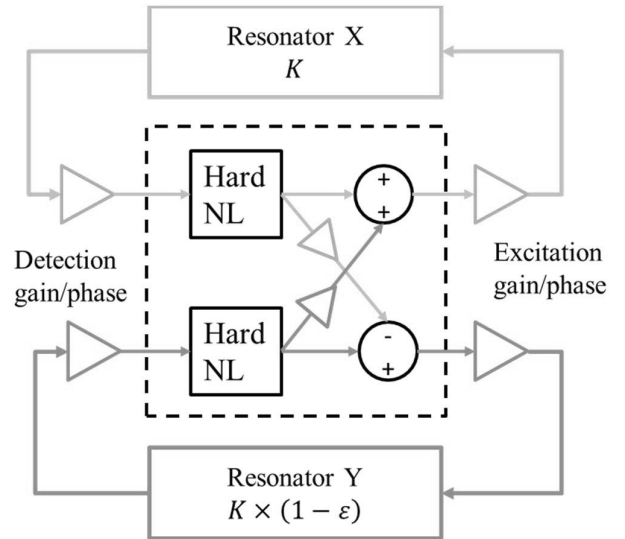 Resonator X
K
Hard
NL
+
+
Detection
gain/phase
Excitation
gain/phase
Hard
NL
-
+
Resonator Y
K × (1 − ε)